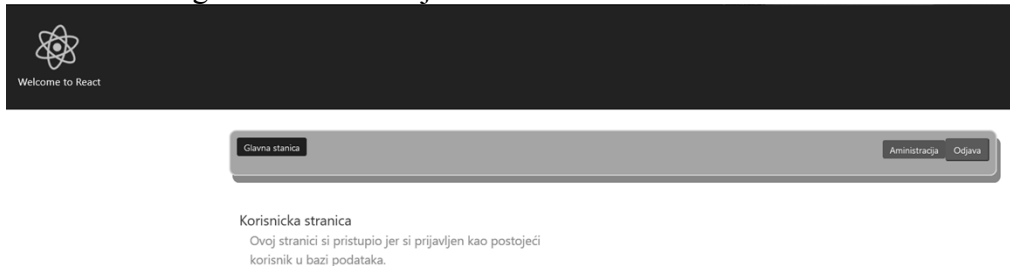 Welcome to React
Glavna stanica
Aministracija Odjava
Korisnicka stranica
Ovoj stranici si pristupio jer si prijavljen kao postojeći
korisnik u bazi podataka.